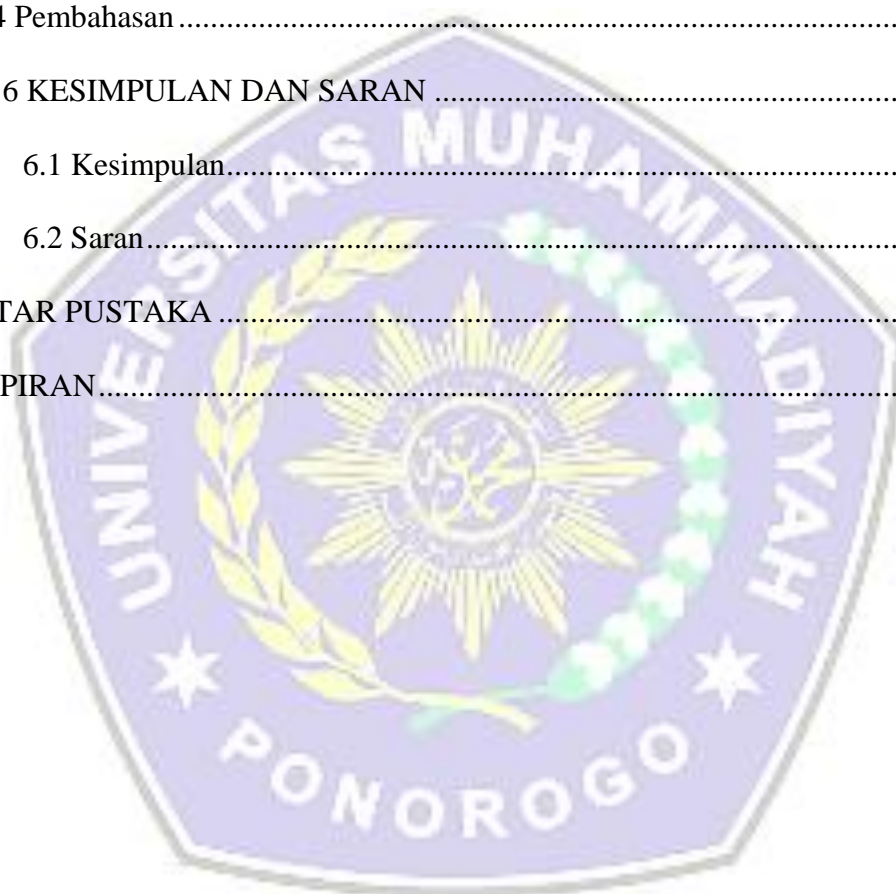 4 Pembahasan ....................................................................
6 KESIMPULAN DAN SARAN ............................................
6.1 Kesimpulan....................................................................
6.2 Saran..............................................................................
TAR PUSTAKA ...................................................................
PIRAN.................................................................................
UNIVERSITAS MUHAMMADIYAH
PONOROGO